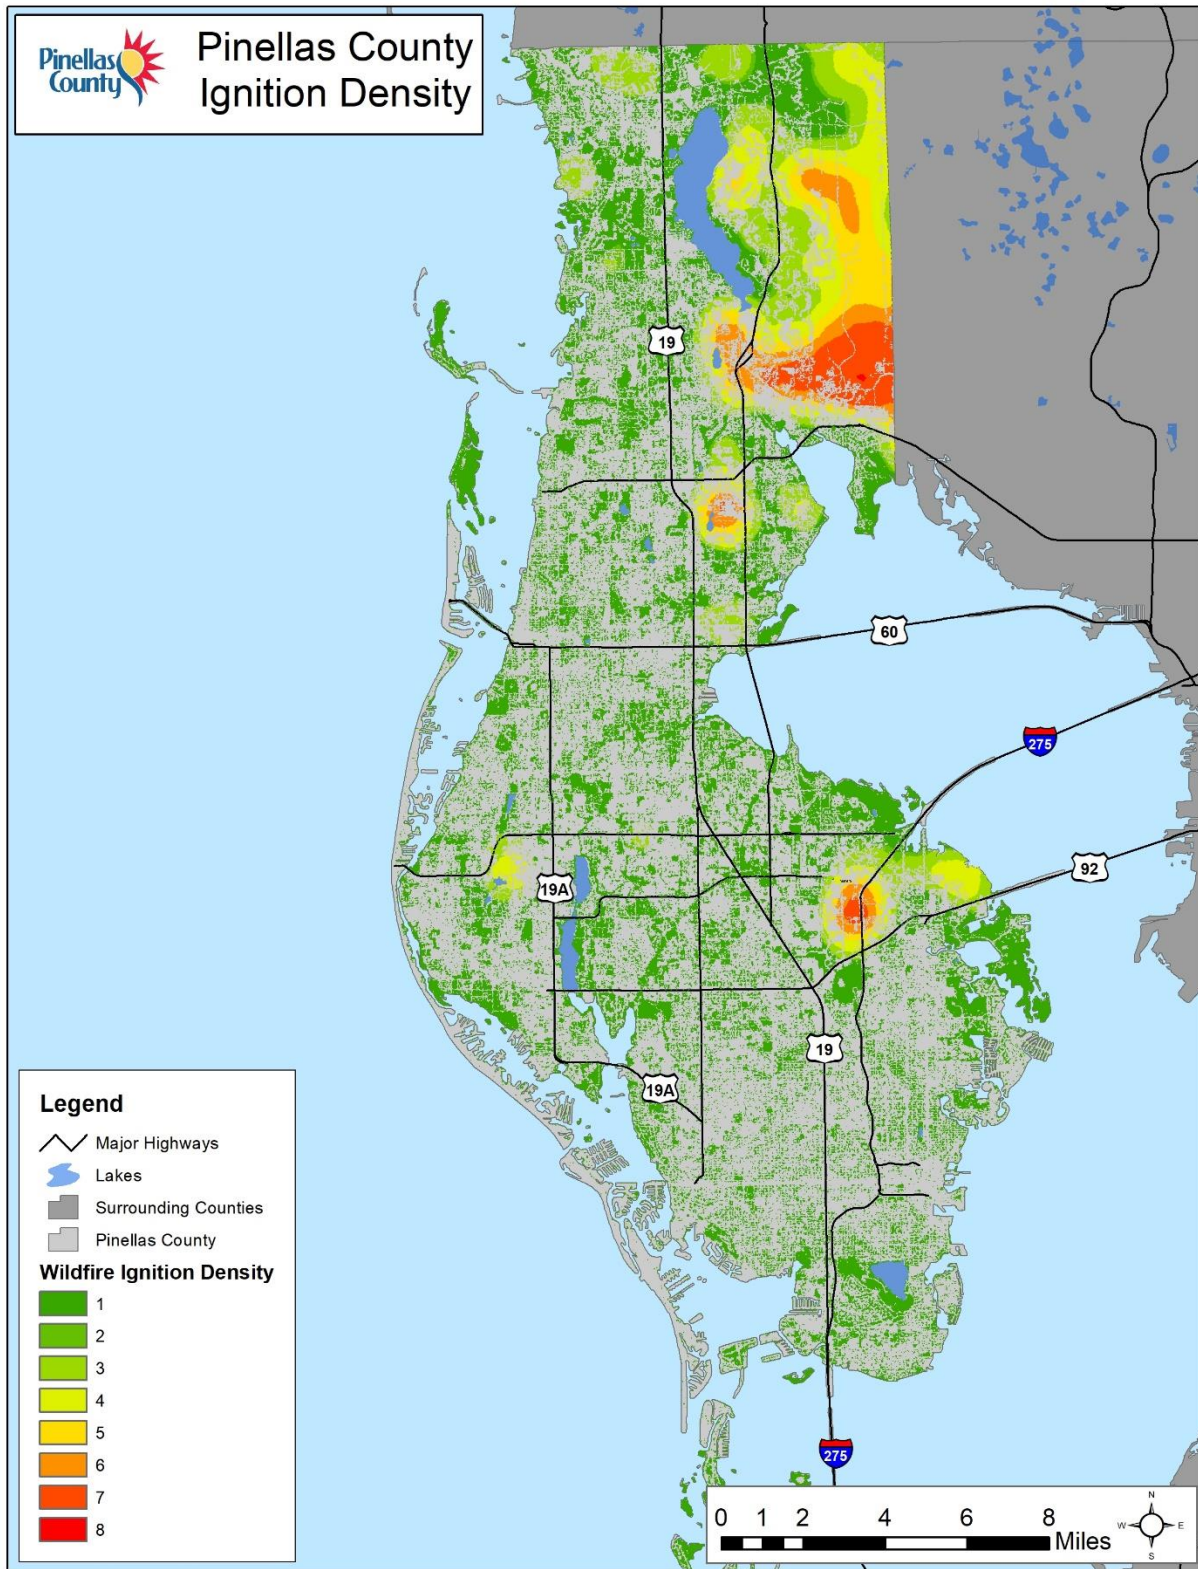 Pinellas
County
Pinellas County
Ignition Density
19
60
275
92
19A
19
19A
275
Legend
Major Highways
Lakes
Surrounding Counties
Pinellas County
Wildfire Ignition Density
1
2
3
4
5
6
7
8
0 1 2 4 6 8
Miles
N
W E
S